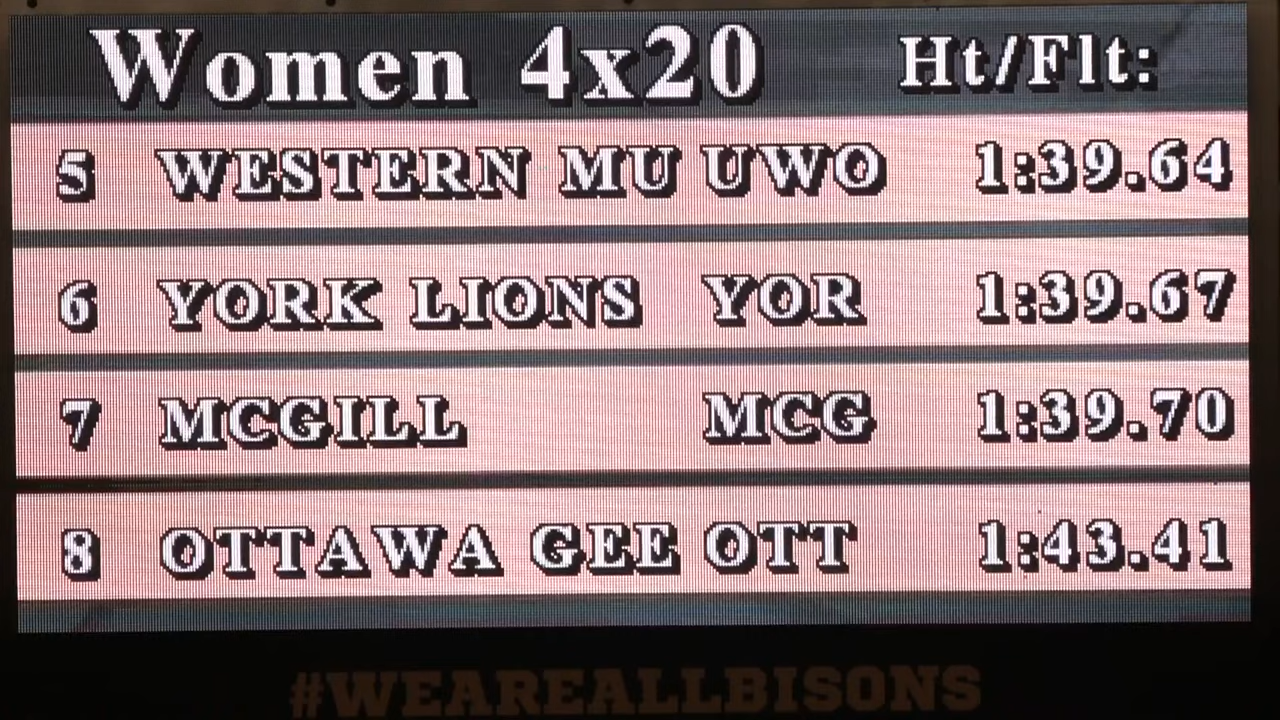 Women 4x20 Ht/Flt:
5 WESTERN MU UWO 1:39.64
6 YORK LIONS YOR 1:39.67
7 MCGILL MCG 1:39.70
8 OTTAWA GEE OTT 1:43.41
#WEAREALLBISONS